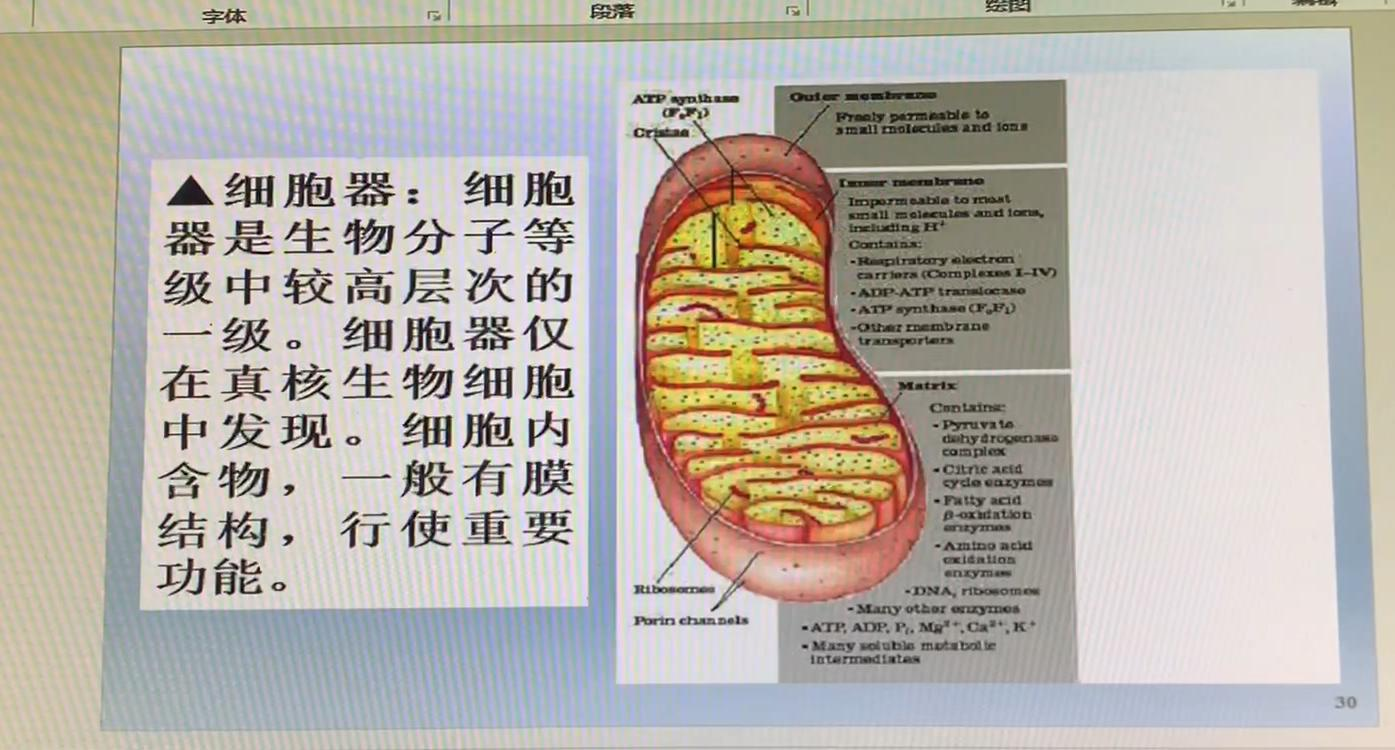 字体
段落
绘图
▲细胞器：细胞
器是生物分子等
级中较高层次的
一级。细胞器仅
在真核生物细胞
中发现。细胞内
含物，一般有膜
结构，行使重要
功能。
ATP synthase
(FₒF₁)
Cristae
Ribosomes
Porin channels
Outer membrane
Freely permeable to
small molecules and ions
Inner membrane
Impermeable to most
small molecules and ions,
including H⁺
Contains:
•Respiratory electron
carriers (Complexes I–IV)
•ADP-ATP translocase
•ATP synthase (FₒF₁)
•Other membrane
transporters
Matrix
Contains:
•Pyruvate
dehydrogenase
complex
•Citric acid
cycle enzymes
•Fatty acid
β-oxidation
enzymes
•Amino acid
oxidation
enzymes
•DNA, ribosomes
•Many other enzymes
•ATP, ADP, Pᵢ, Mg²⁺, Ca²⁺, K⁺
•Many soluble metabolic
intermediates
30